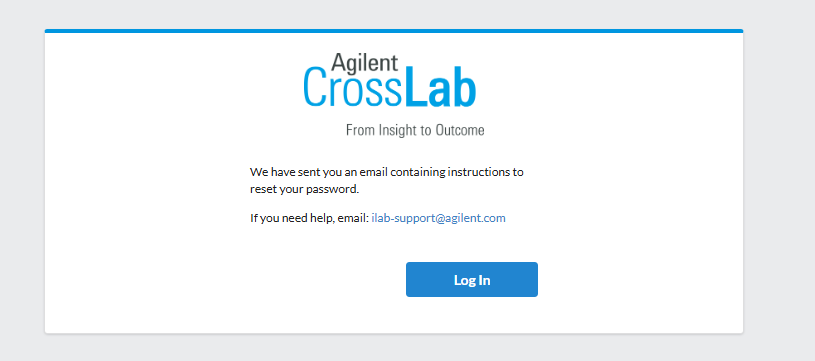 Agilent
CrossLab
From Insight to Outcome
We have sent you an email containing instructions to
reset your password.
If you need help, email: ilab-support@agilent.com
Log In